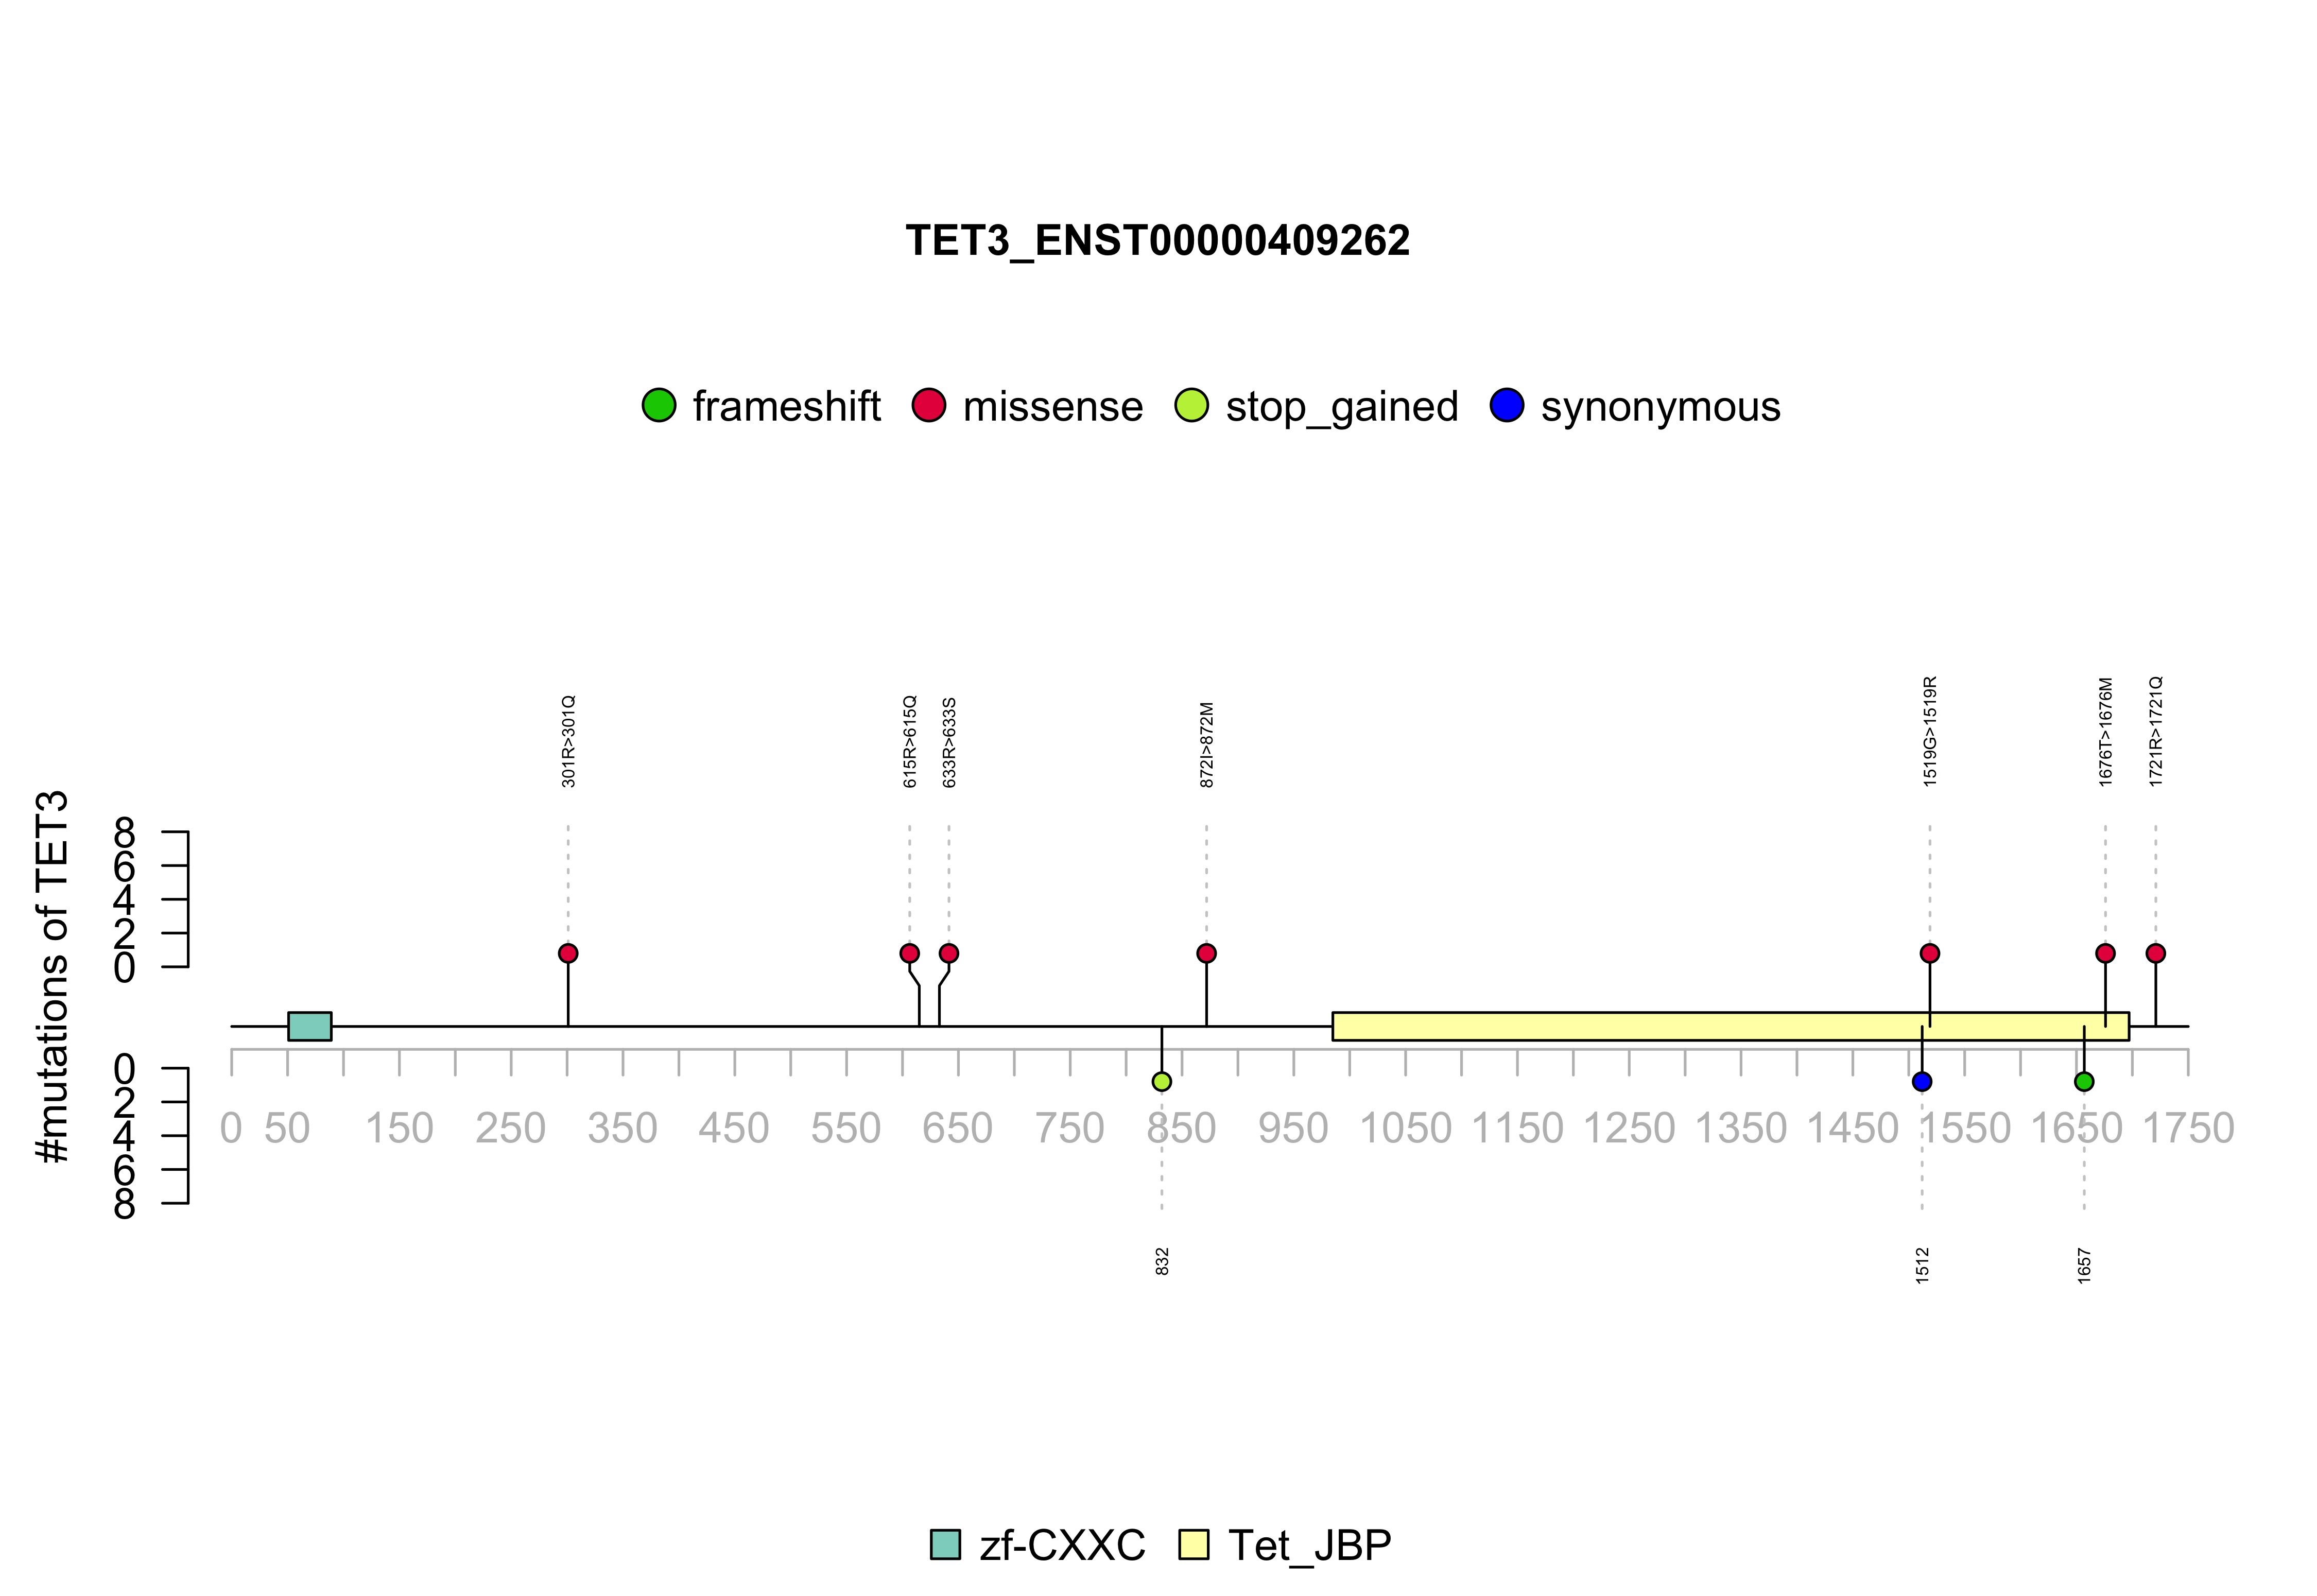 TET3_ENST00000409262
frameshift missense stop_gained synonymous
301R>301Q
615R>615Q
633R>633S
872I>872M
1519G>1519R
1676T>1676M
1721R>1721Q
#mutations of TET3
8
6
4
2
0
0
2
4
6
8
0 50 150 250 350 450 550 650 750 850 950 1050 1150 1250 1350 1450 1550 1650 1750
832
1512
1657
zf-CXXC Tet_JBP